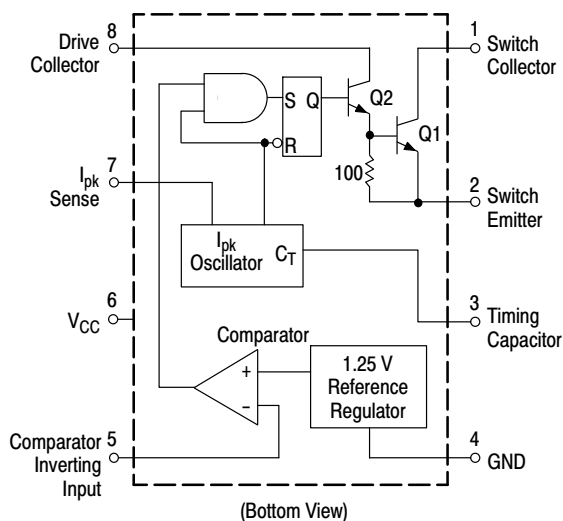 8
Drive
Collector
1
Switch
Collector
S
Q
R
Q2
Q1
100
7
Ipk
Sense
2
Switch
Emitter
Ipk
Oscillator
CT
6
VCC
3
Timing
Capacitor
Comparator
+
−
1.25 V
Reference
Regulator
5
Comparator
Inverting
Input
4
GND
(Bottom View)